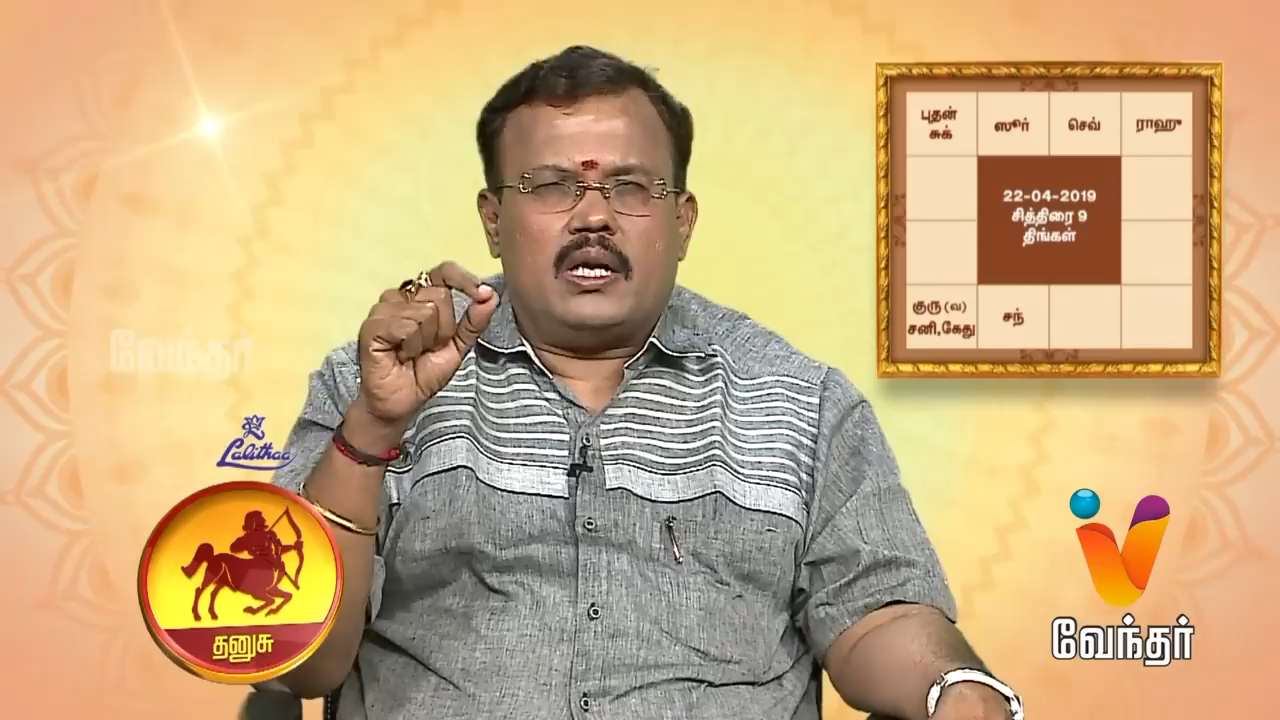 புதன்
சுக்
ஸூர்
செவ்
ராஹு
22-04-2019
சித்திரை 9
திங்கள்
குரு (வ)
சனி,கேது
சந்
வேந்தர்
Lalithaa
தனுசு
வேந்தர்